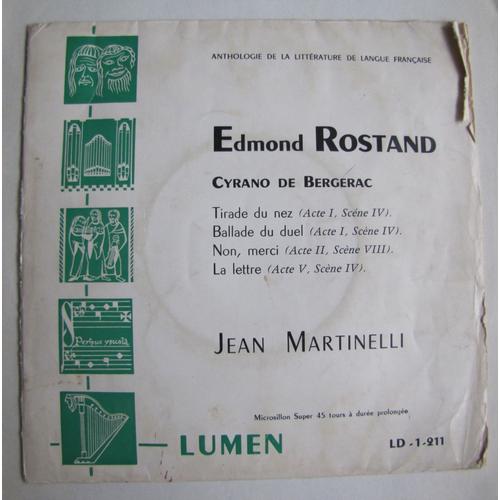 ANTHOLOGIE DE LA LITTÉRATURE DE LANGUE FRANÇAISE
Edmond ROSTAND
CYRANO DE BERGERAC
Tirade du nez (Acte I, Scène IV).
Ballade du duel (Acte I, Scène IV).
Non, merci (Acte II, Scène VIII).
La lettre (Acte V, Scène IV).
JEAN MARTINELLI
Microsillon Super 45 tours à durée prolongée
LUMEN
LD-1-211